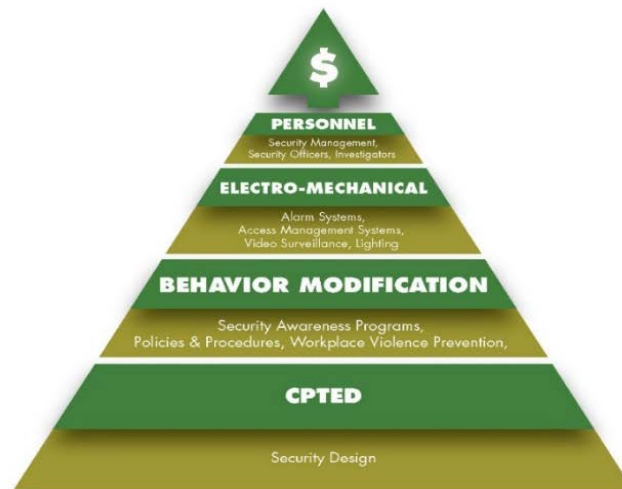 $
PERSONNEL
Security Management,
Security Officers, Investigators
ELECTRO-MECHANICAL
Alarm Systems,
Access Management Systems,
Video Surveillance, Lighting
BEHAVIOR MODIFICATION
Security Awareness Programs,
Policies & Procedures, Workplace Violence Prevention,
CPTED
Security Design